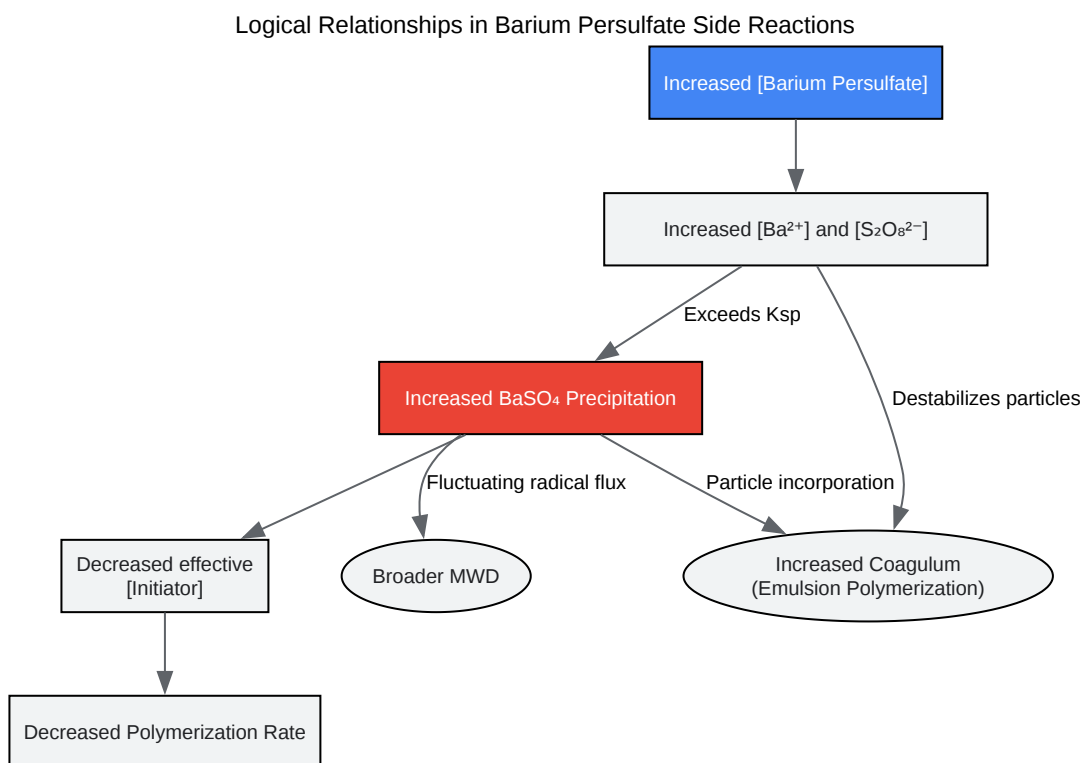 Logical Relationships in Barium Persulfate Side Reactions
Increased [Barium Persulfate]
Increased [Ba²⁺] and [S₂O₈²⁻]
Exceeds Ksp
Increased BaSO₄ Precipitation
Destabilizes particles
Fluctuating radical flux
Particle incorporation
Decreased effective
[Initiator]
Broader MWD
Increased Coagulum
(Emulsion Polymerization)
Decreased Polymerization Rate